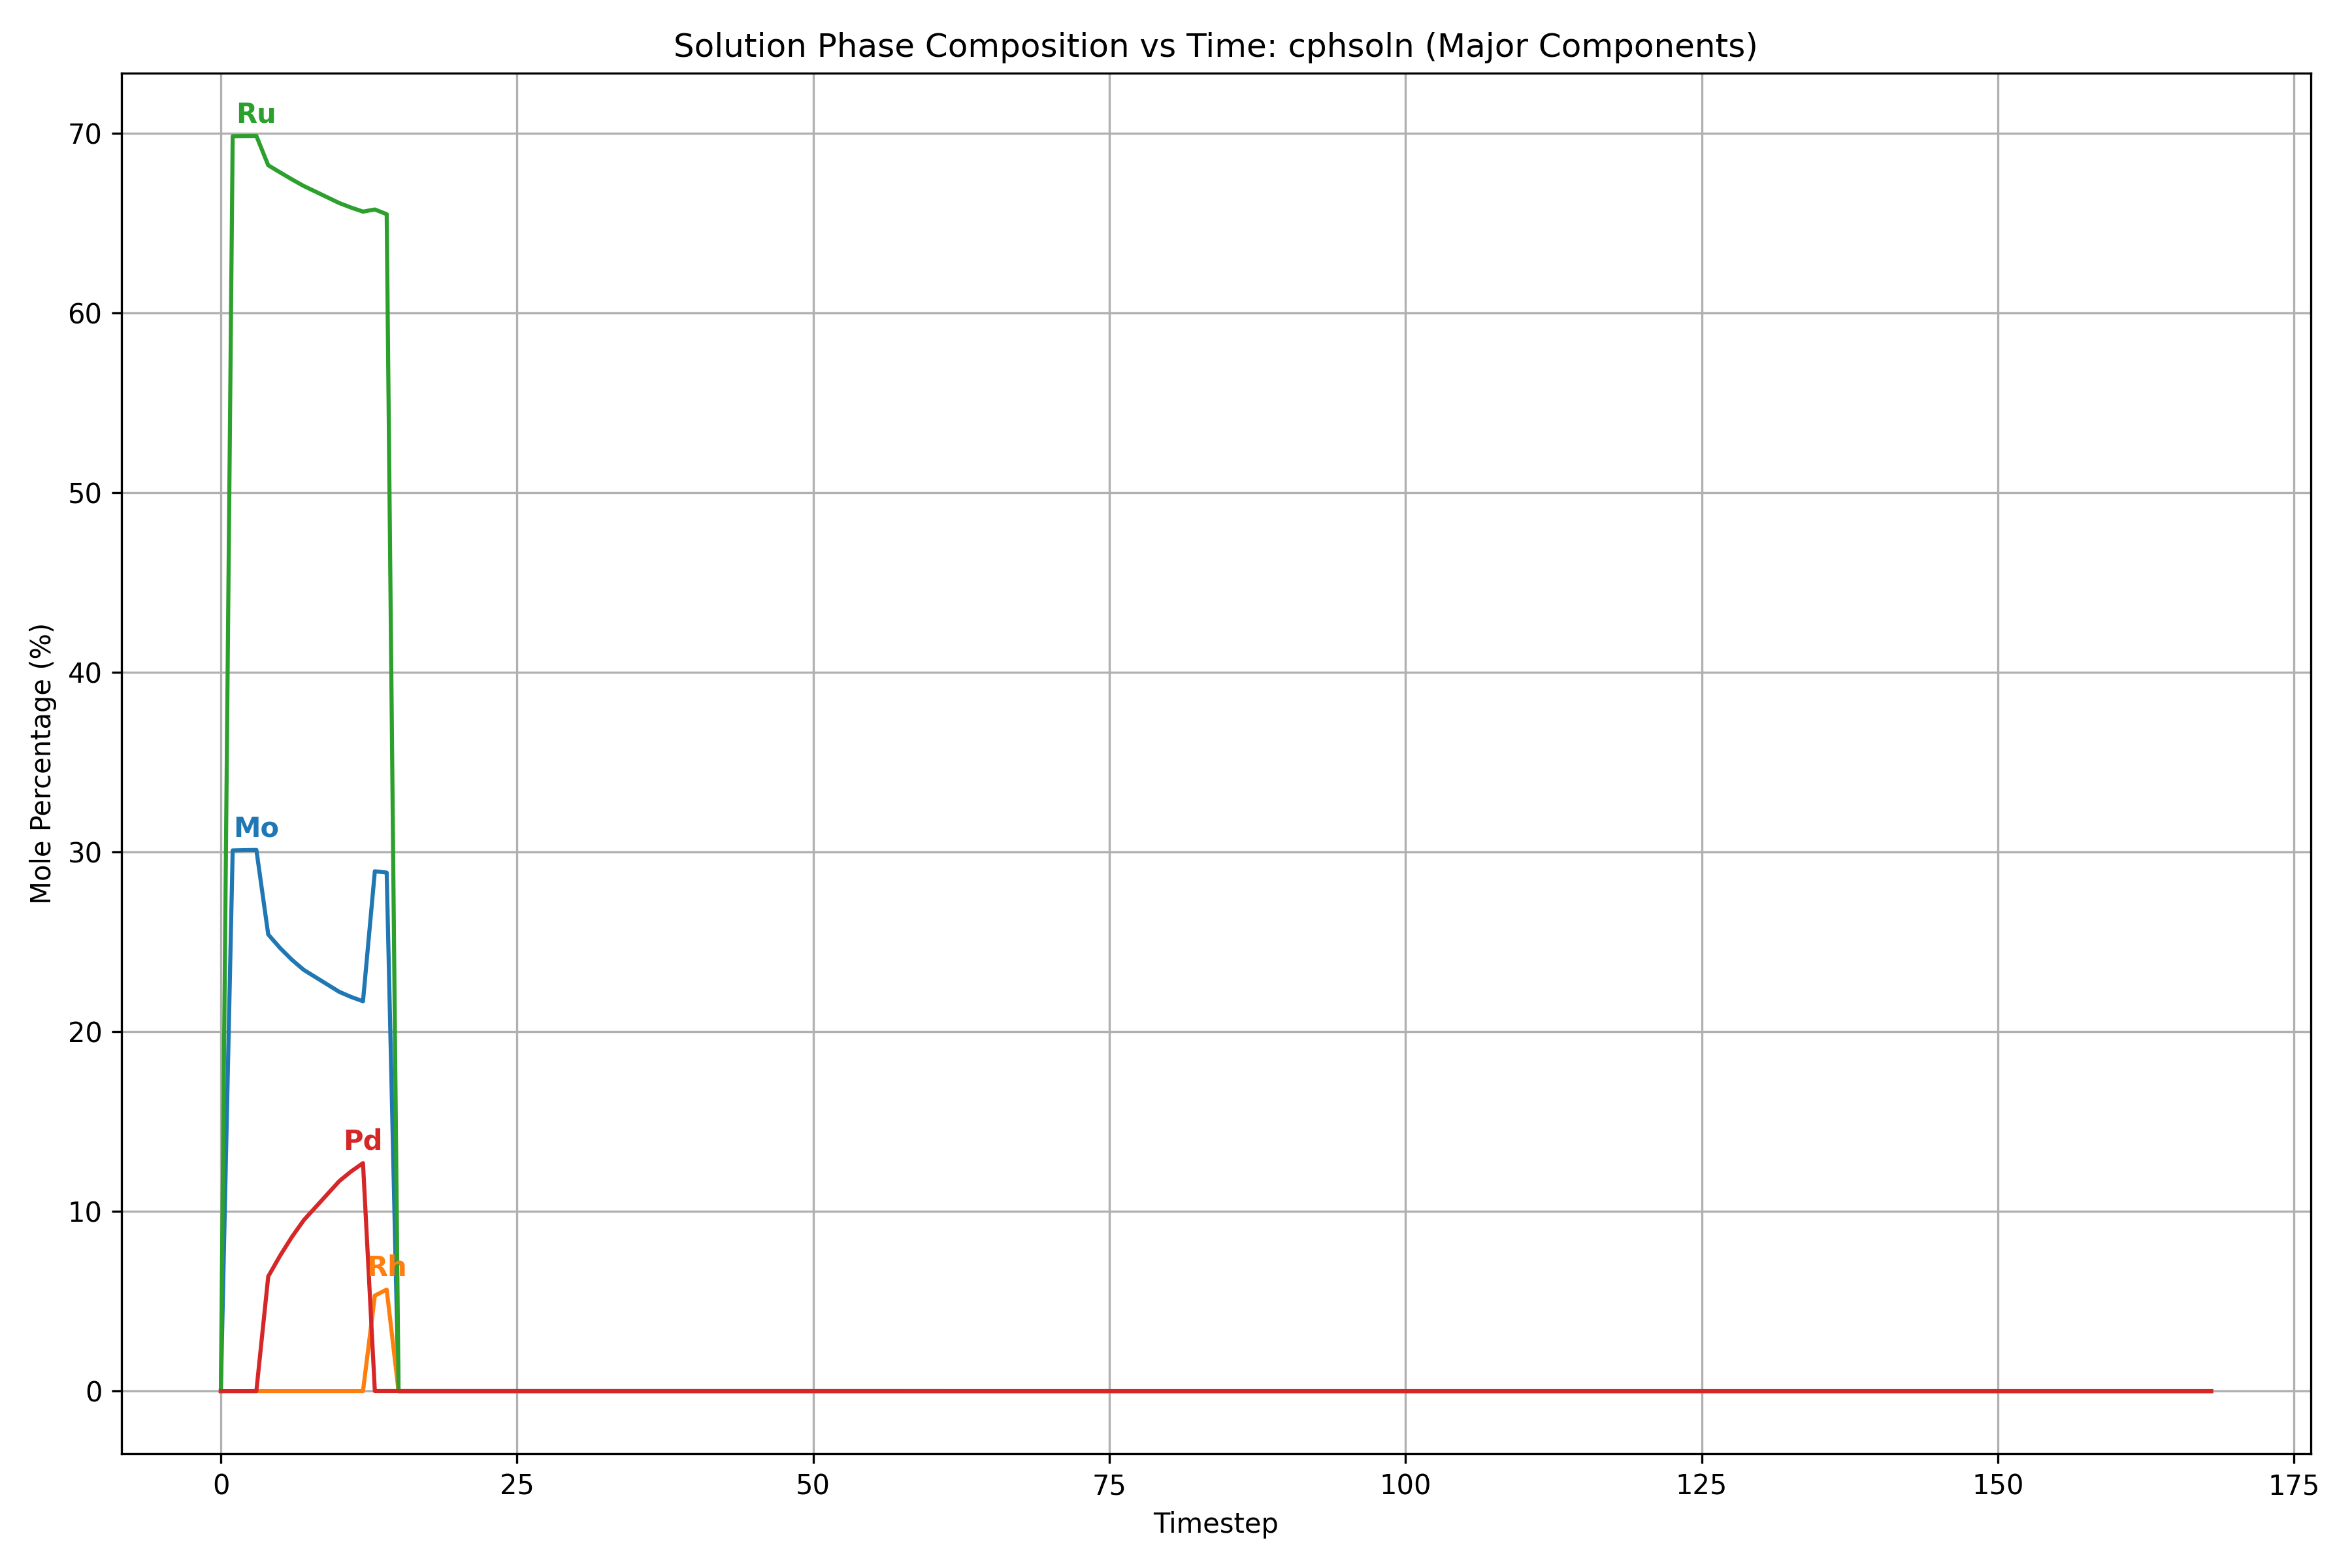 Solution Phase Composition vs Time: cphsoln (Major Components)
Ru
70
60
50
40
Mole Percentage (%)
Mo
30
20
Pd
10
Rh
0
0 25 50 75 100 125 150 175
Timestep